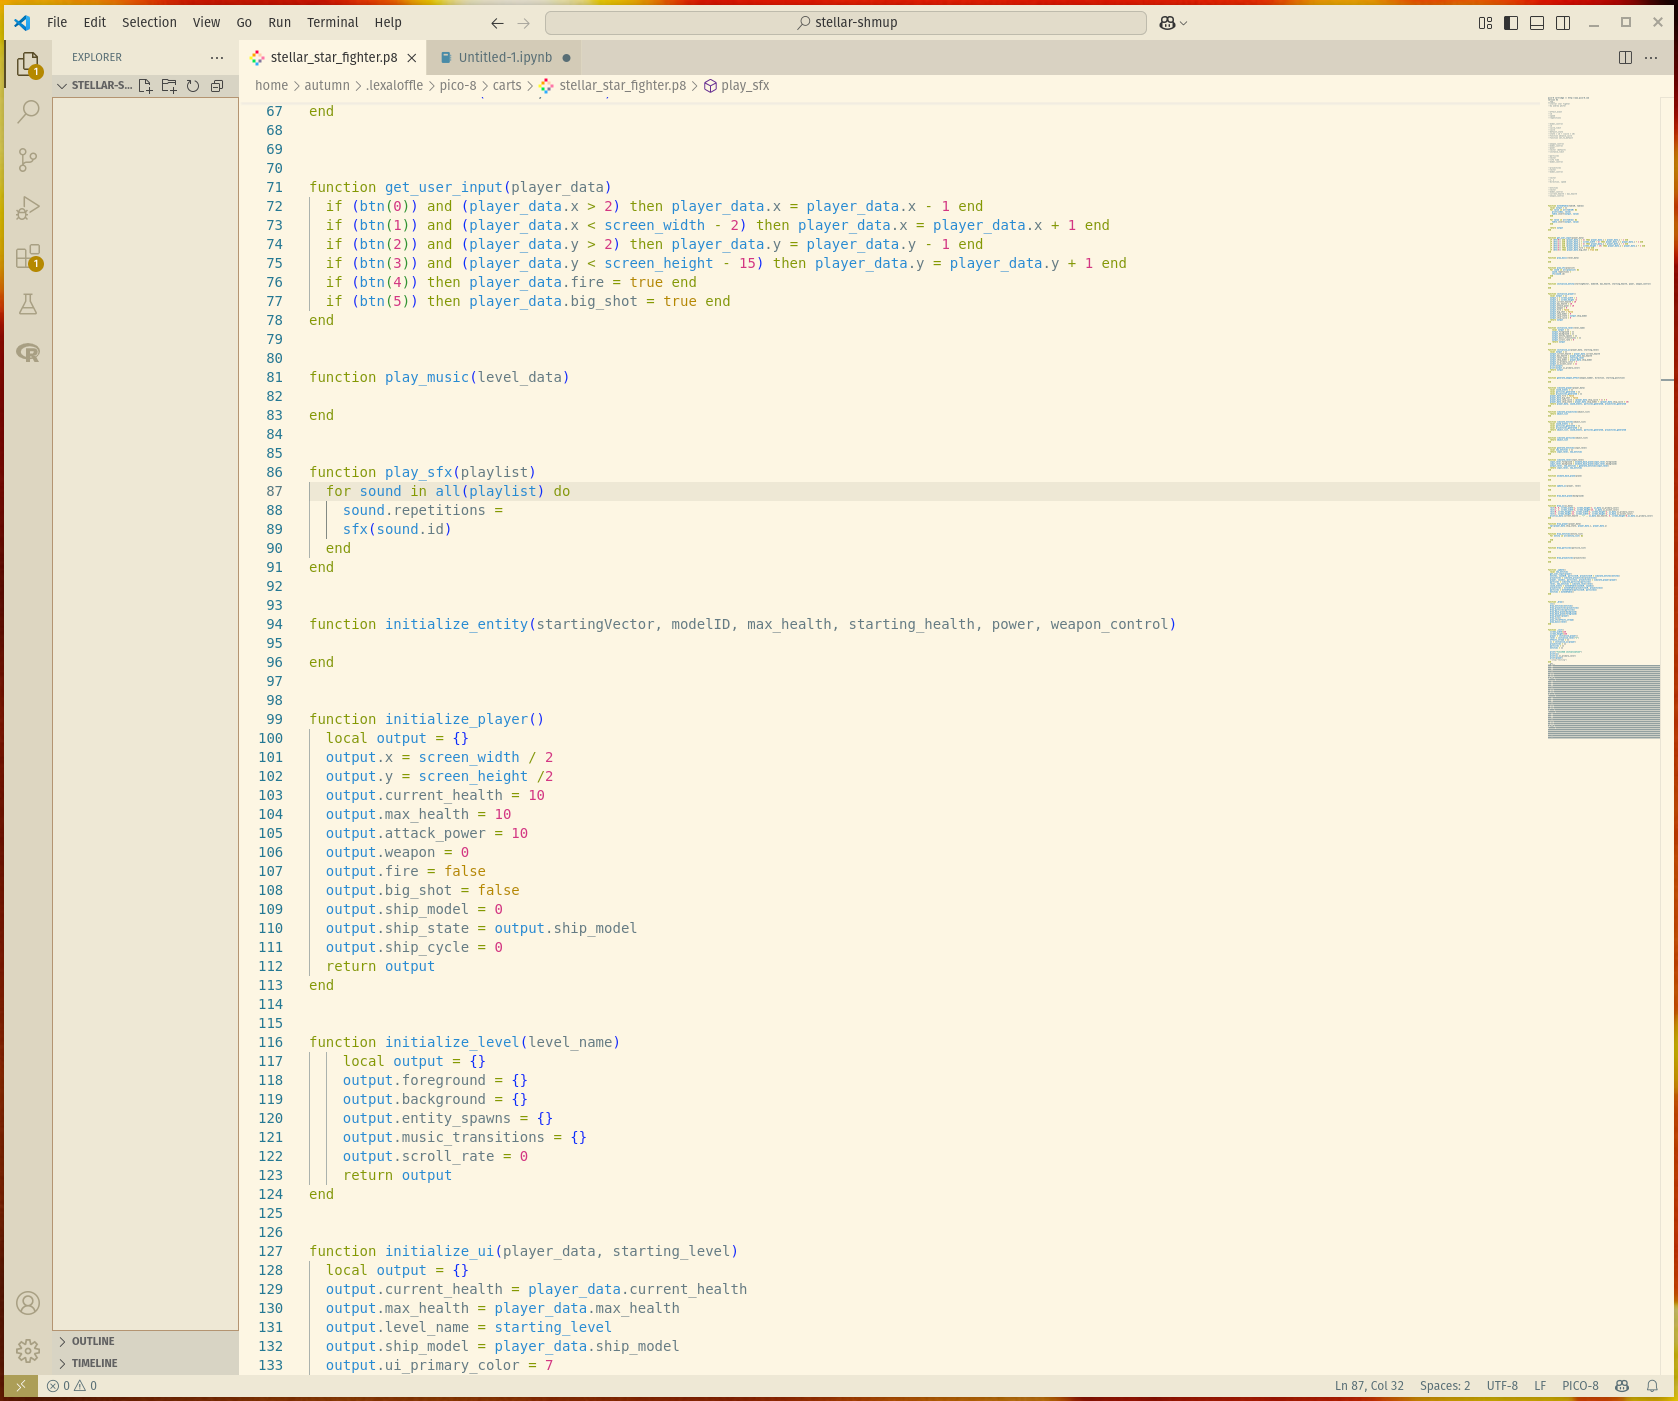 File Edit Selection View Go Run Terminal Help
stellar-shmup
EXPLORER
stellar_star_fighter.p8
Untitled-1.ipynb
STELLAR-S...
home > autumn > .lexaloffle > pico-8 > carts > stellar_star_fighter.p8 > play_sfx
1
1
67 end
68
69
70
71 function get_user_input(player_data)
72 if (btn(0)) and (player_data.x > 2) then player_data.x = player_data.x - 1 end
73 if (btn(1)) and (player_data.x < screen_width - 2) then player_data.x = player_data.x + 1 end
74 if (btn(2)) and (player_data.y > 2) then player_data.y = player_data.y - 1 end
75 if (btn(3)) and (player_data.y < screen_height - 15) then player_data.y = player_data.y + 1 end
76 if (btn(4)) then player_data.fire = true end
77 if (btn(5)) then player_data.big_shot = true end
78 end
79
80
81 function play_music(level_data)
82
83 end
84
85
86 function play_sfx(playlist)
87 for sound in all(playlist) do
88 sound.repetitions =
89 sfx(sound.id)
90 end
91 end
92
93
94 function initialize_entity(startingVector, modelID, max_health, starting_health, power, weapon_control)
95
96 end
97
98
99 function initialize_player()
100 local output = {}
101 output.x = screen_width / 2
102 output.y = screen_height /2
103 output.current_health = 10
104 output.max_health = 10
105 output.attack_power = 10
106 output.weapon = 0
107 output.fire = false
108 output.big_shot = false
109 output.ship_model = 0
110 output.ship_state = output.ship_model
111 output.ship_cycle = 0
112 return output
113 end
114
115
116 function initialize_level(level_name)
117 local output = {}
118 output.foreground = {}
119 output.background = {}
120 output.entity_spawns = {}
121 output.music_transitions = {}
122 output.scroll_rate = 0
123 return output
124 end
125
126
127 function initialize_ui(player_data, starting_level)
128 local output = {}
129 output.current_health = player_data.current_health
130 output.max_health = player_data.max_health
131 output.level_name = starting_level
132 output.ship_model = player_data.ship_model
133 output.ui_primary_color = 7
OUTLINE
TIMELINE
0 0
Ln 87, Col 32 Spaces: 2 UTF-8 LF PICO-8